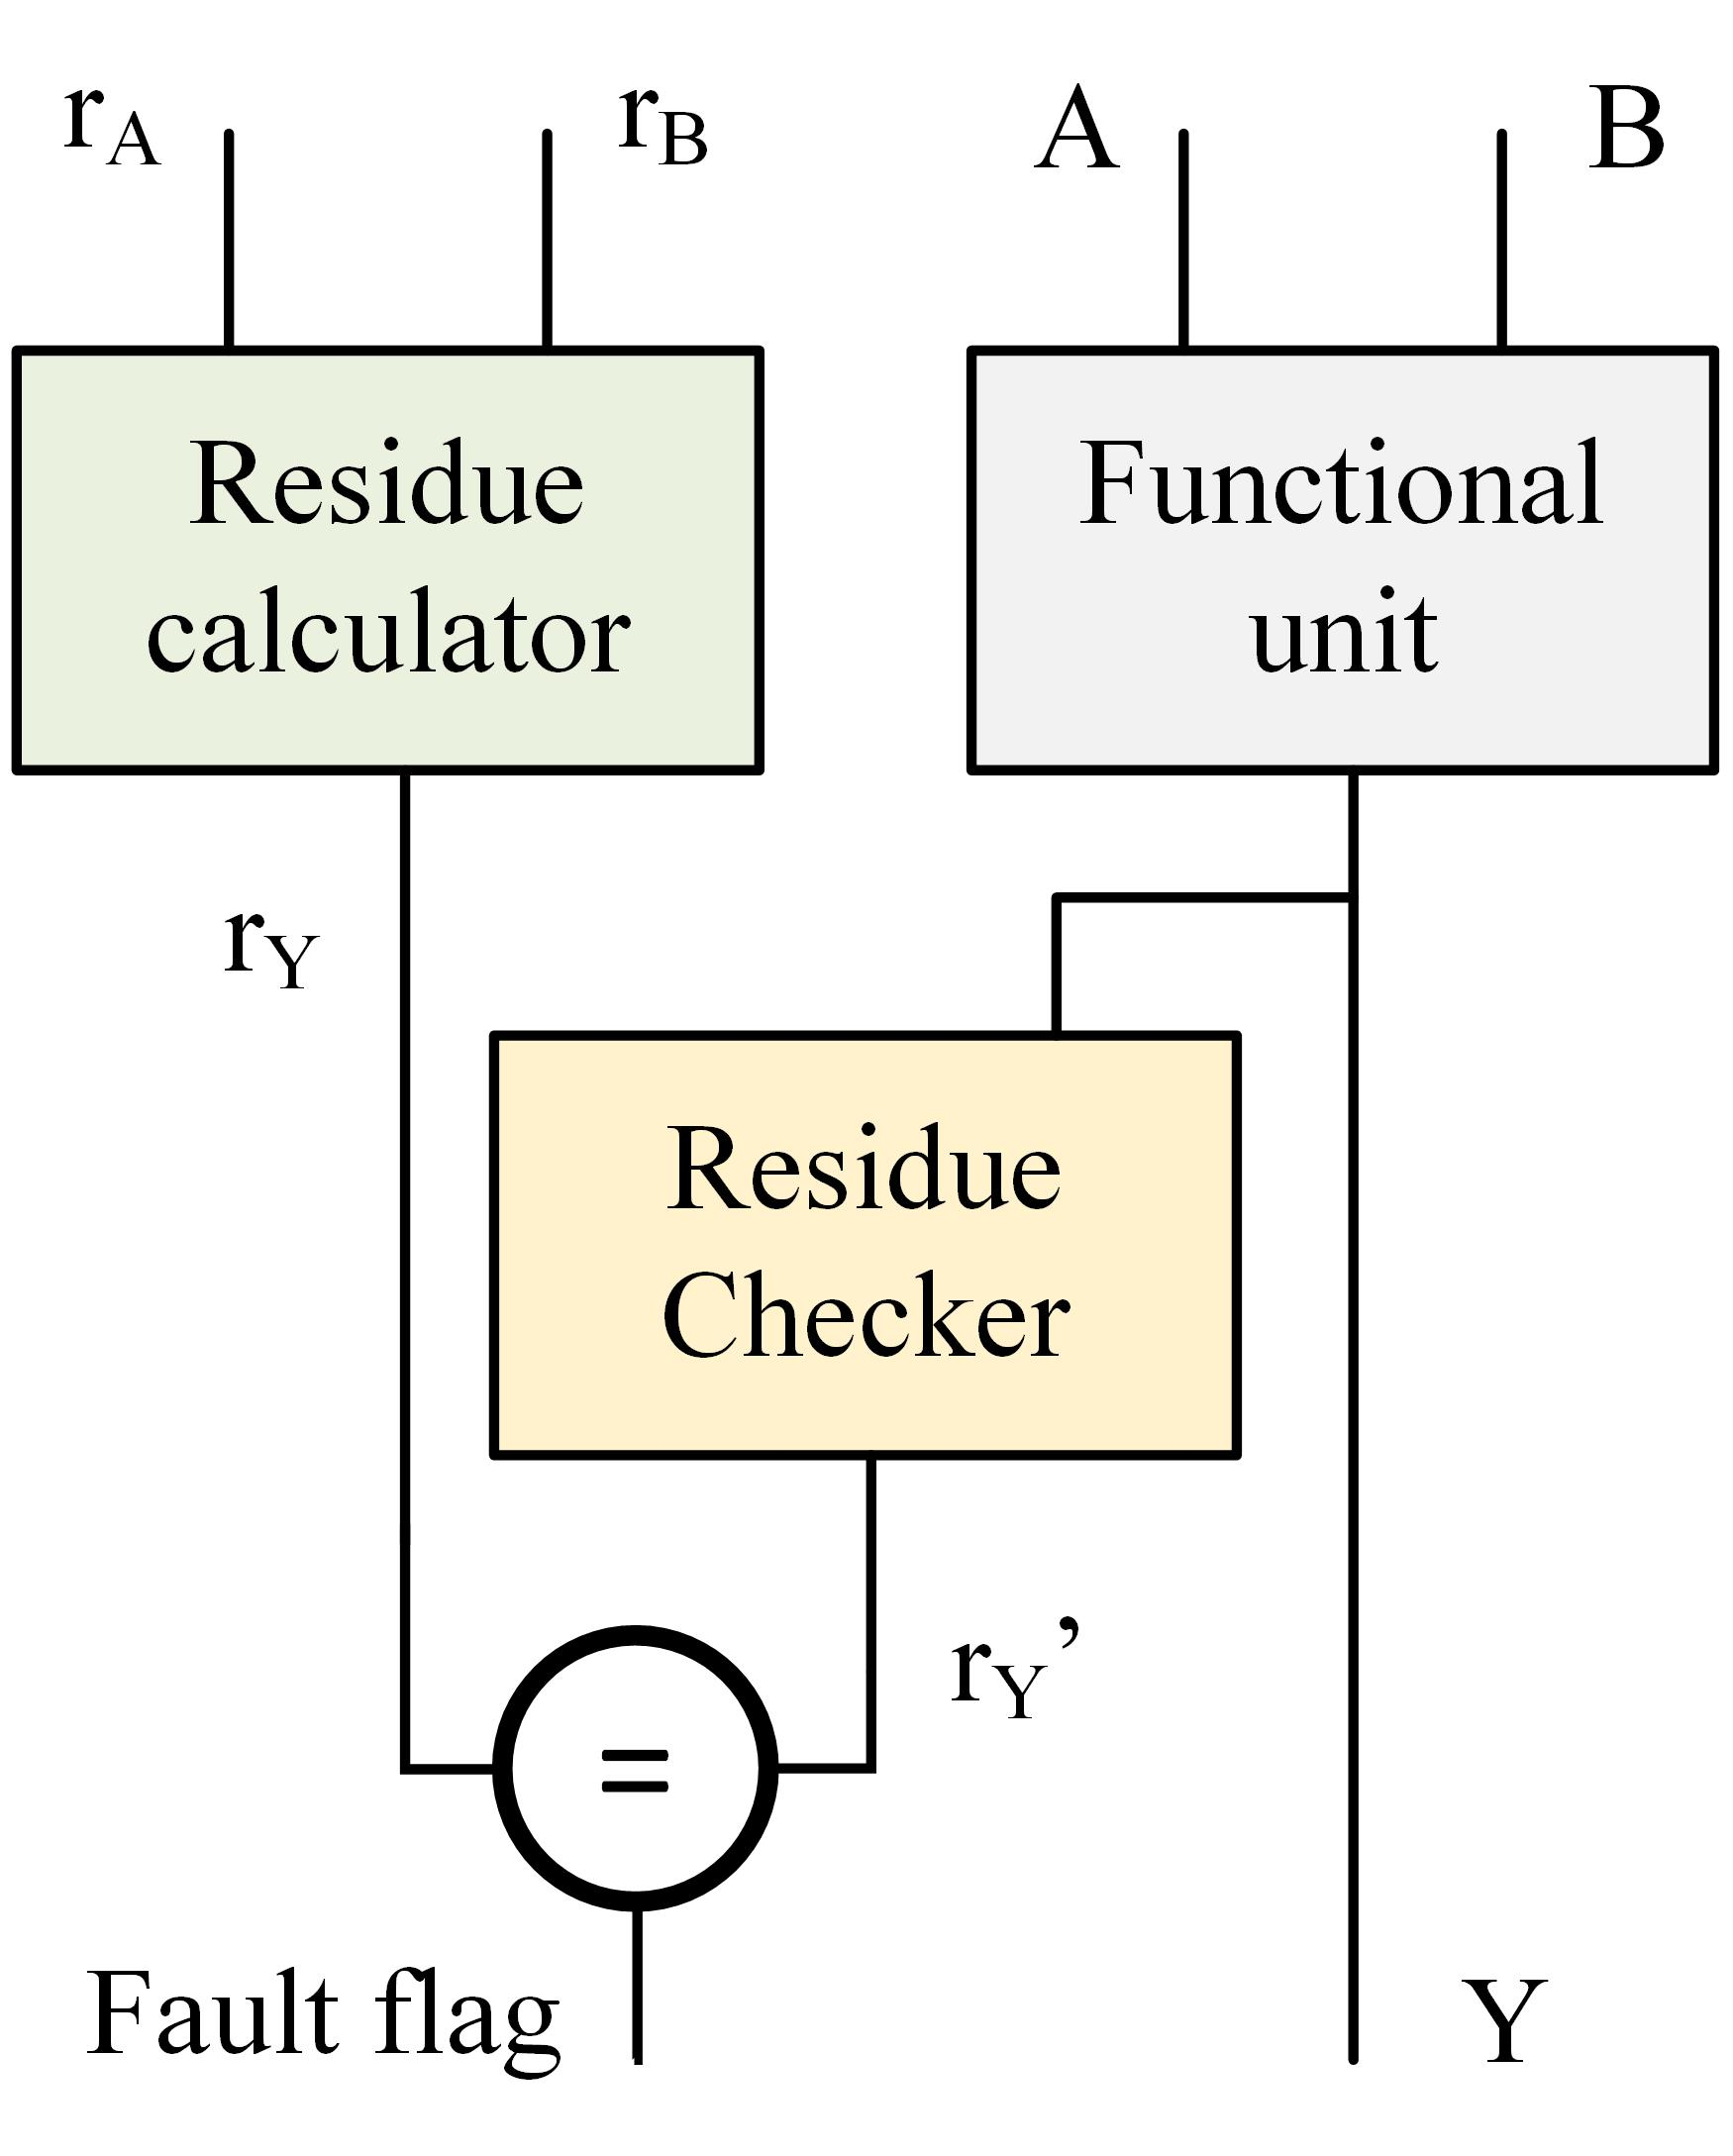 rA rB A B
Residue
calculator
Functional
unit
rY
Residue
Checker
rY’
=
Fault flag
Y